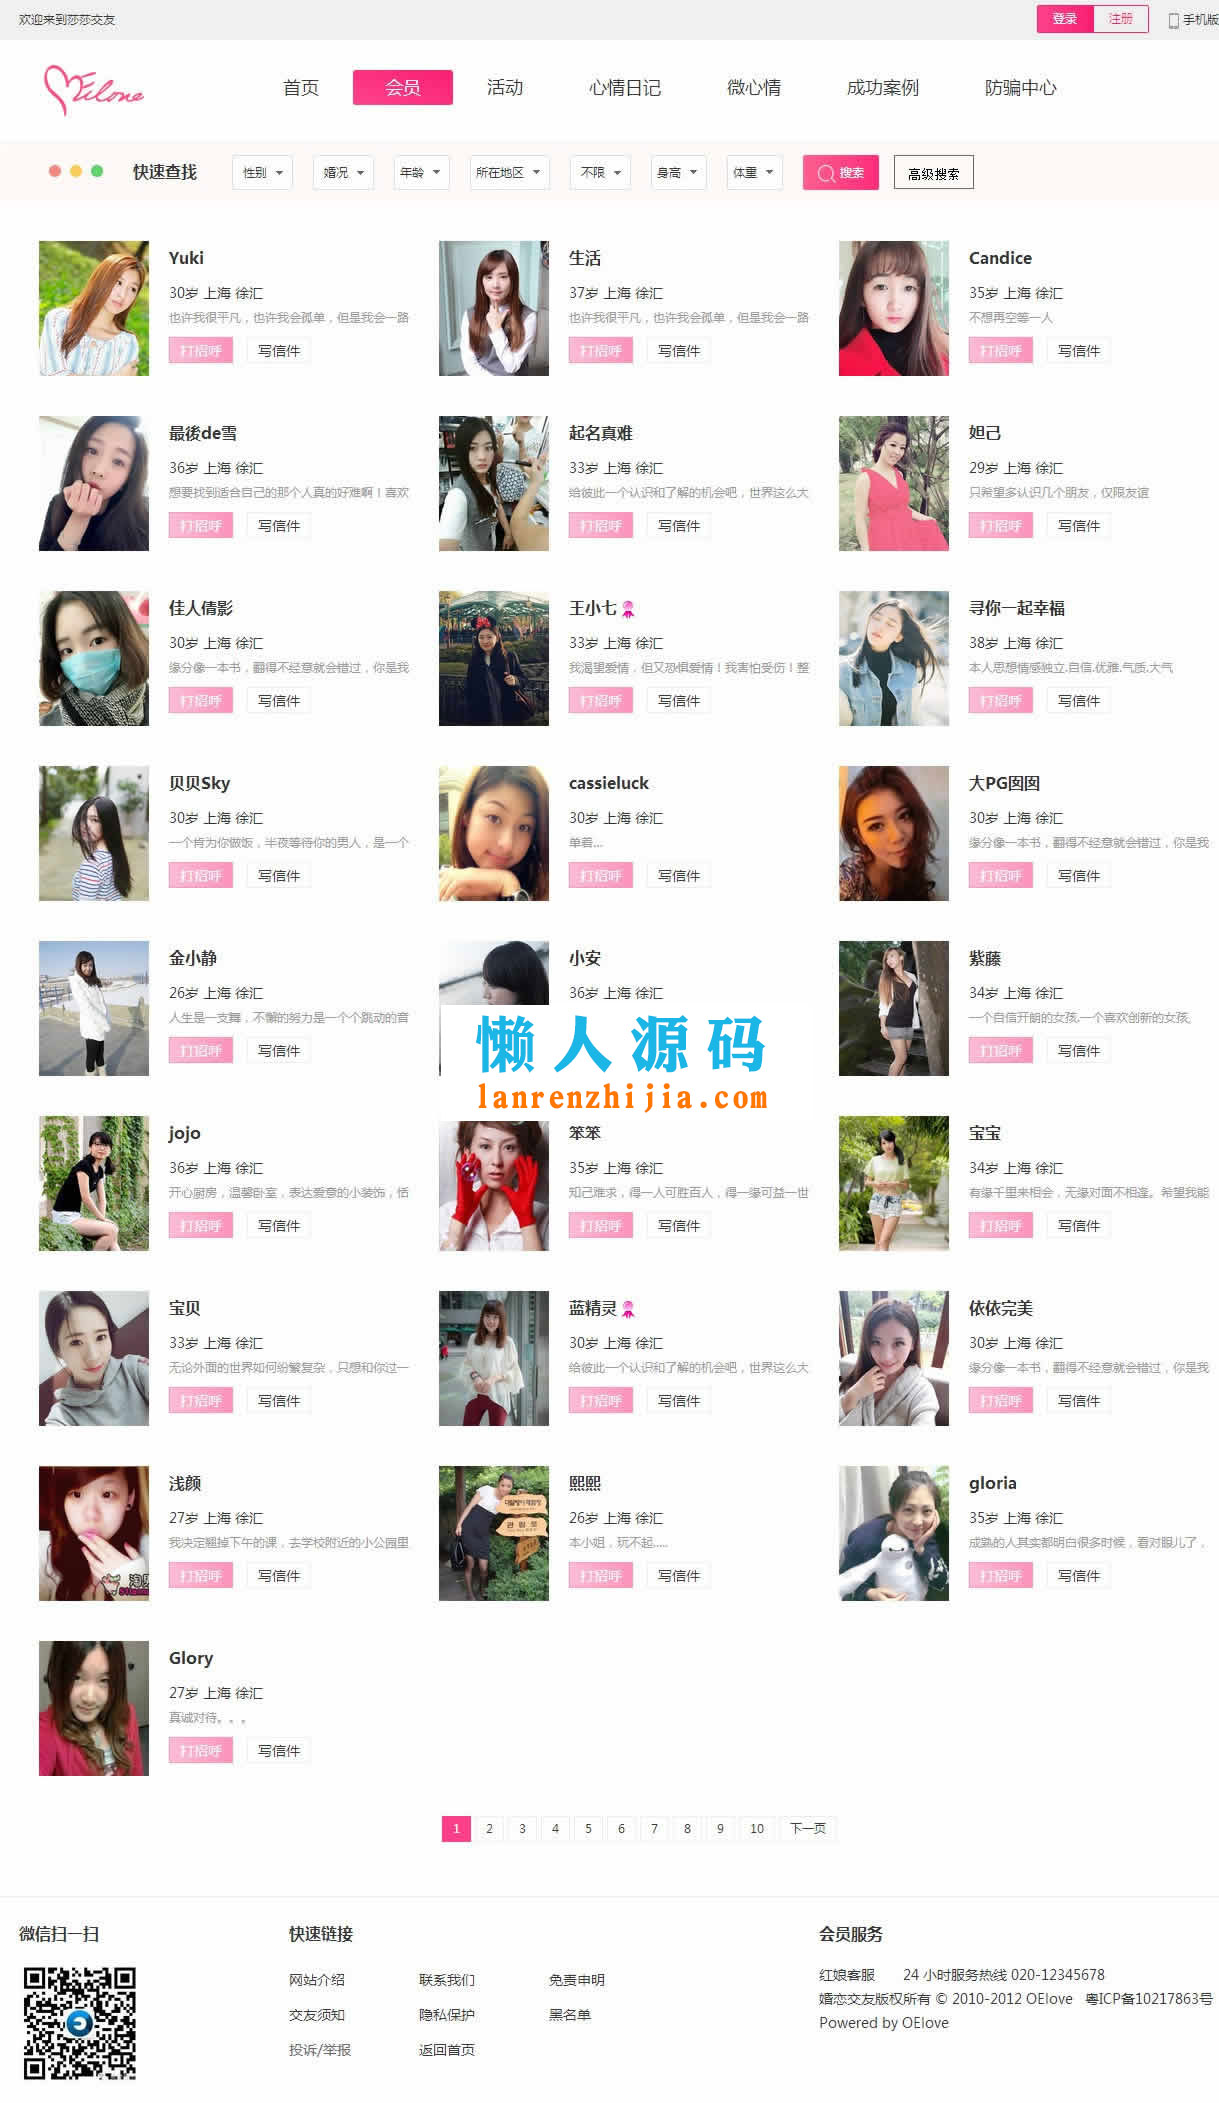 欢迎来到莎莎交友
登录 注册 手机版
OElove
首页 会员 活动 心情日记 微心情 成功案例 防骗中心
快速查找 性别 婚况 年龄 所在地区 不限 身高 体重 搜索 高级搜索
Yuki
30岁 上海 徐汇
也许我很平凡，也许我会孤单，但是我会一路
打招呼 写信件
生活
37岁 上海 徐汇
也许我很平凡，也许我会孤单，但是我会一路
打招呼 写信件
Candice
35岁 上海 徐汇
不想再空等一人
打招呼 写信件
最後de雪
36岁 上海 徐汇
想要找到适合自己的那个人真的好难啊！喜欢
打招呼 写信件
起名真难
33岁 上海 徐汇
给彼此一个认识和了解的机会吧，世界这么大
打招呼 写信件
妲己
29岁 上海 徐汇
只希望多认识几个朋友，仅限友谊
打招呼 写信件
佳人倩影
30岁 上海 徐汇
缘分像一本书，翻得不经意就会错过，你是我
打招呼 写信件
王小七
33岁 上海 徐汇
我渴望爱情，但又恐惧爱情！我害怕受伤！整
打招呼 写信件
寻你一起幸福
38岁 上海 徐汇
本人思想情感独立.自信.优雅.气质.大气
打招呼 写信件
贝贝Sky
30岁 上海 徐汇
一个肯为你做饭，半夜等待你的男人，是一个
打招呼 写信件
cassieluck
30岁 上海 徐汇
单着...
打招呼 写信件
大PG囡囡
30岁 上海 徐汇
缘分像一本书，翻得不经意就会错过，你是我
打招呼 写信件
金小静
26岁 上海 徐汇
人生是一支舞，不懈的努力是一个个跳动的音
打招呼 写信件
小安
36岁 上海 徐汇
懒人源码
lanrenzhijia.com
紫藤
34岁 上海 徐汇
一个自信开朗的女孩.一个喜欢创新的女孩,
打招呼 写信件
jojo
36岁 上海 徐汇
开心厨房，温馨卧室，表达爱意的小装饰，恬
打招呼 写信件
笨笨
35岁 上海 徐汇
知己难求，得一人可胜百人，得一缘可益一世
打招呼 写信件
宝宝
34岁 上海 徐汇
有缘千里来相会，无缘对面不相逢。希望我能
打招呼 写信件
宝贝
33岁 上海 徐汇
无论外面的世界如何纷繁复杂，只想和你过一
打招呼 写信件
蓝精灵
30岁 上海 徐汇
给彼此一个认识和了解的机会吧，世界这么大
打招呼 写信件
依依完美
30岁 上海 徐汇
缘分像一本书，翻得不经意就会错过，你是我
打招呼 写信件
浅颜
27岁 上海 徐汇
我决定翘掉下午的课，去学校附近的小公园里
打招呼 写信件
熙熙
26岁 上海 徐汇
本小姐，玩不起.....
打招呼 写信件
gloria
35岁 上海 徐汇
成熟的人其实都明白很多时候，看对眼儿了，
打招呼 写信件
Glory
27岁 上海 徐汇
真诚对待。。。
打招呼 写信件
1 2 3 4 5 6 7 8 9 10 下一页
微信扫一扫
快速链接
网站介绍 联系我们 免责申明
交友须知 隐私保护 黑名单
投诉/举报 返回首页
会员服务
红娘客服 24 小时服务热线 020-12345678
婚恋交友版权所有 © 2010-2012 OElove 粤ICP备10217863号
Powered by OElove